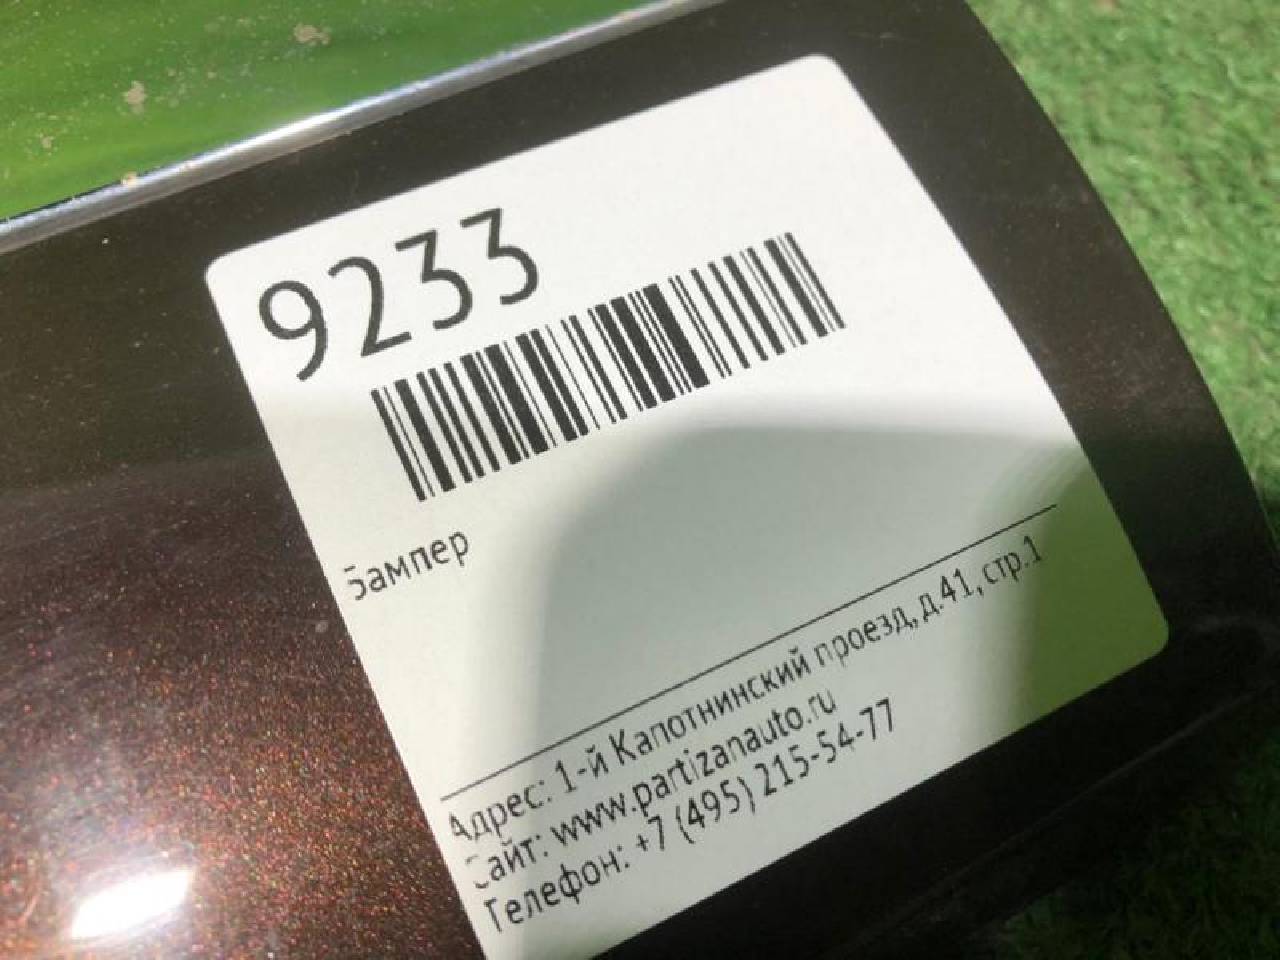 9233
Бампер
Адрес: 1-й Капотнинский проезд, д.41, стр.1
Сайт: www.partizanauto.ru
Телефон: +7 (495) 215-54-77